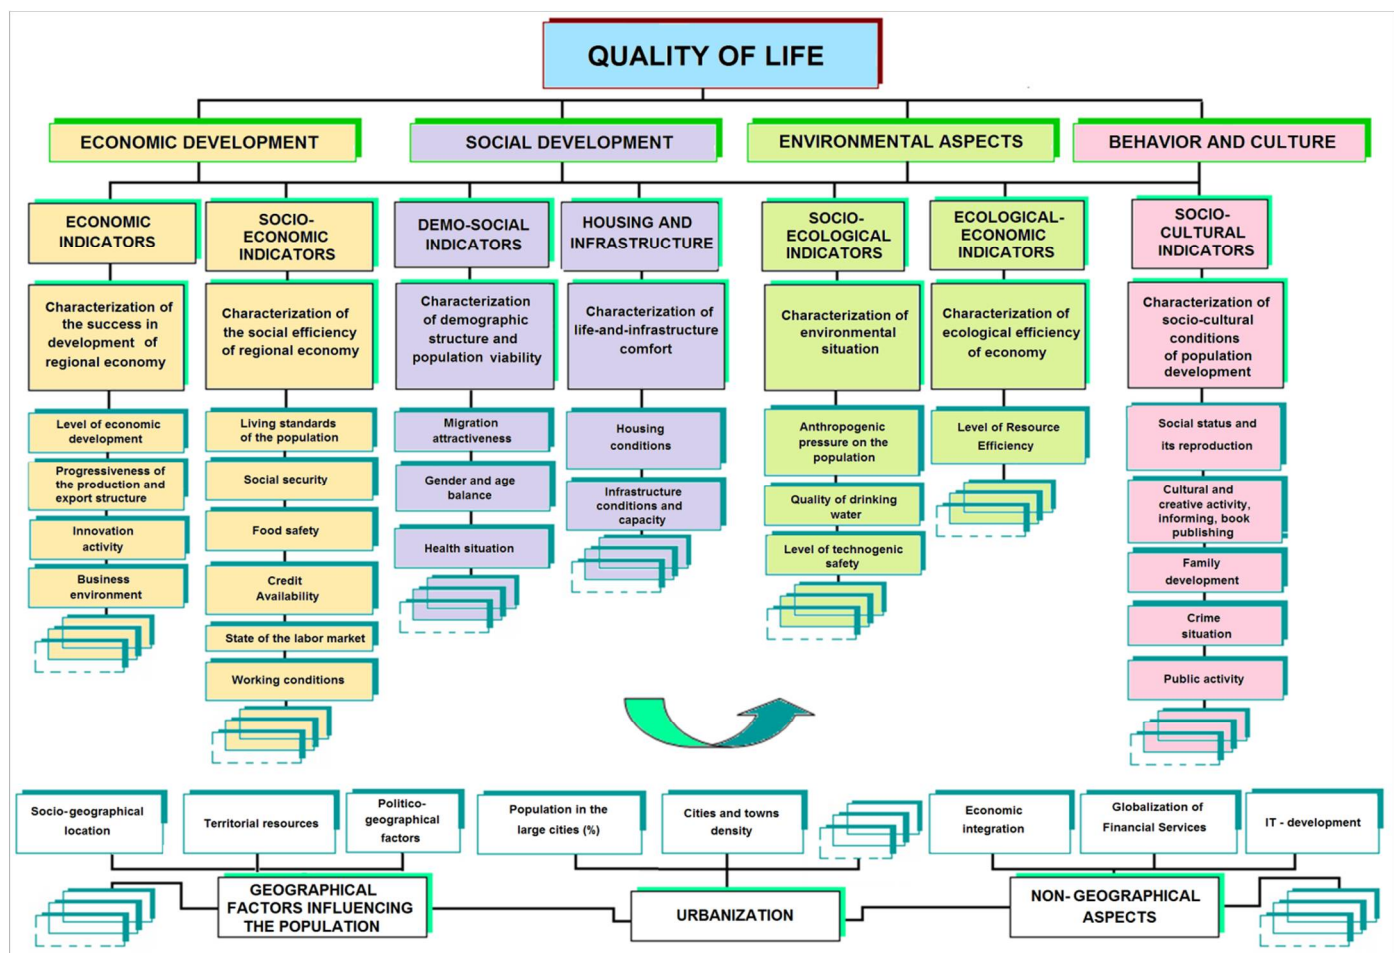 QUALITY OF LIFE
ECONOMIC DEVELOPMENT
SOCIAL DEVELOPMENT
ENVIRONMENTAL ASPECTS
BEHAVIOR AND CULTURE
ECONOMIC
INDICATORS
SOCIO-
ECONOMIC
INDICATORS
DEMO-SOCIAL
INDICATORS
HOUSING AND
INFRASTRUCTURE
SOCIO-
ECOLOGICAL
INDICATORS
ECOLOGICAL-
ECONOMIC
INDICATORS
SOCIO-
CULTURAL
INDICATORS
Characterization of
the success in
development of
regional economy
Characterization of
the social efficiency
of regional economy
Characterization
of demographic
structure and
population viability
Characterization of
life-and-infrastructure
comfort
Characterization of
environmental
situation
Characterization of
ecological efficiency
of economy
Characterization of
socio-cultural
conditions
of population
development
Level of economic
development
Progressiveness of
the production and
export structure
Innovation
activity
Business
environment
Living standards
of the population
Social security
Food safety
Credit
Availability
State of the labor market
Working conditions
Migration
attractiveness
Gender and age
balance
Health situation
Housing
conditions
Infrastructure
conditions and
capacity
Anthropogenic
pressure on the
population
Quality of drinking
water
Level of technogenic
safety
Level of Resource
Efficiency
Social status and
its reproduction
Cultural and
creative activity,
informing, book
publishing
Family
development
Crime
situation
Public activity
Socio-geographical
location
Territorial resources
Politico-
geographical
factors
Population in the
large cities (%)
Cities and towns
density
Economic
integration
Globalization of
Financial Services
IT - development
GEOGRAPHICAL
FACTORS INFLUENCING
THE POPULATION
URBANIZATION
NON- GEOGRAPHICAL
ASPECTS